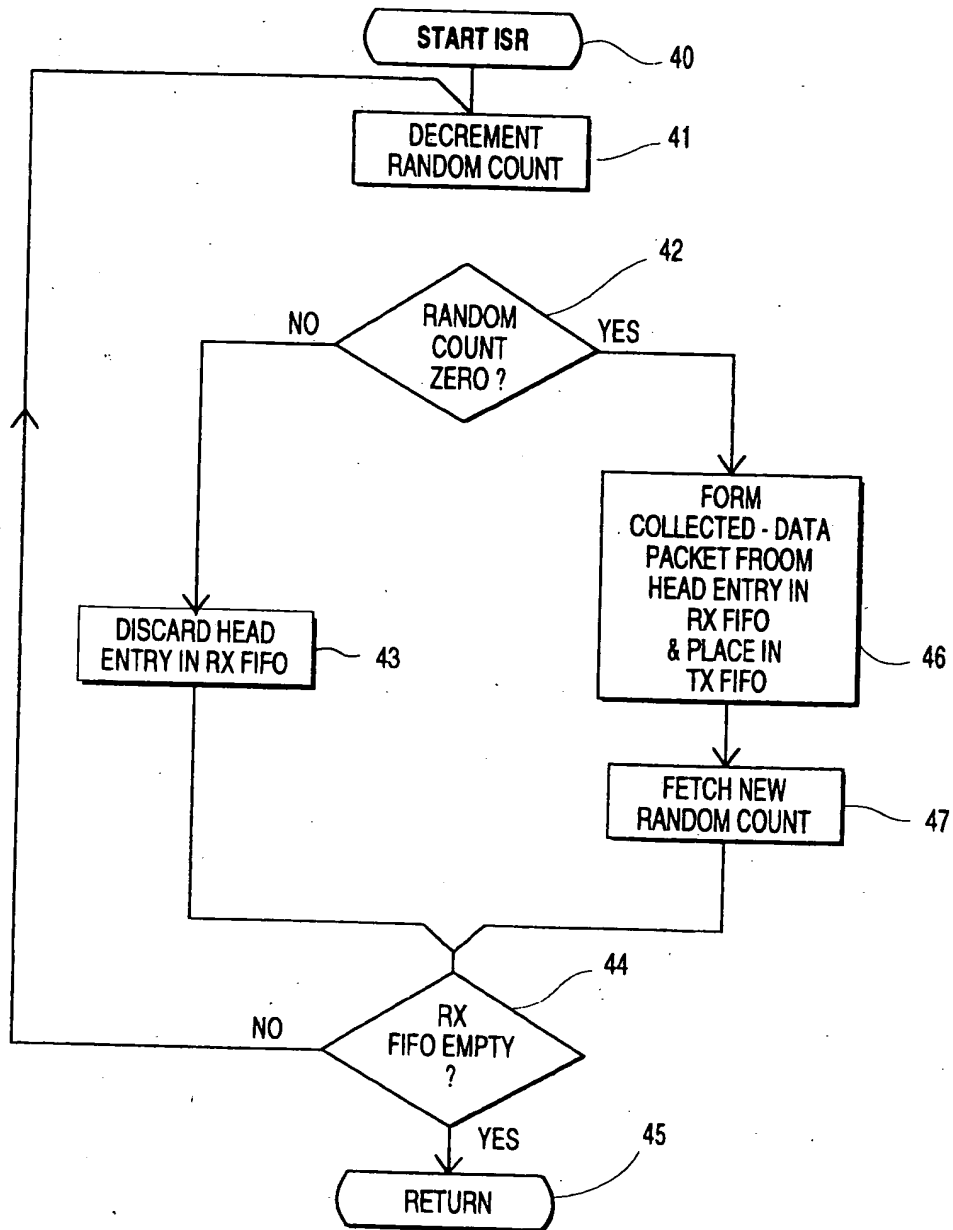 START ISR
40
DECREMENT
RANDOM COUNT
41
42
NO
RANDOM
COUNT
ZERO ?
YES
FORM
COLLECTED - DATA
PACKET FROOM
HEAD ENTRY IN
RX FIFO
& PLACE IN
TX FIFO
46
DISCARD HEAD
ENTRY IN RX FIFO
43
FETCH NEW
RANDOM COUNT
47
44
NO
RX
FIFO EMPTY
?
YES
45
RETURN